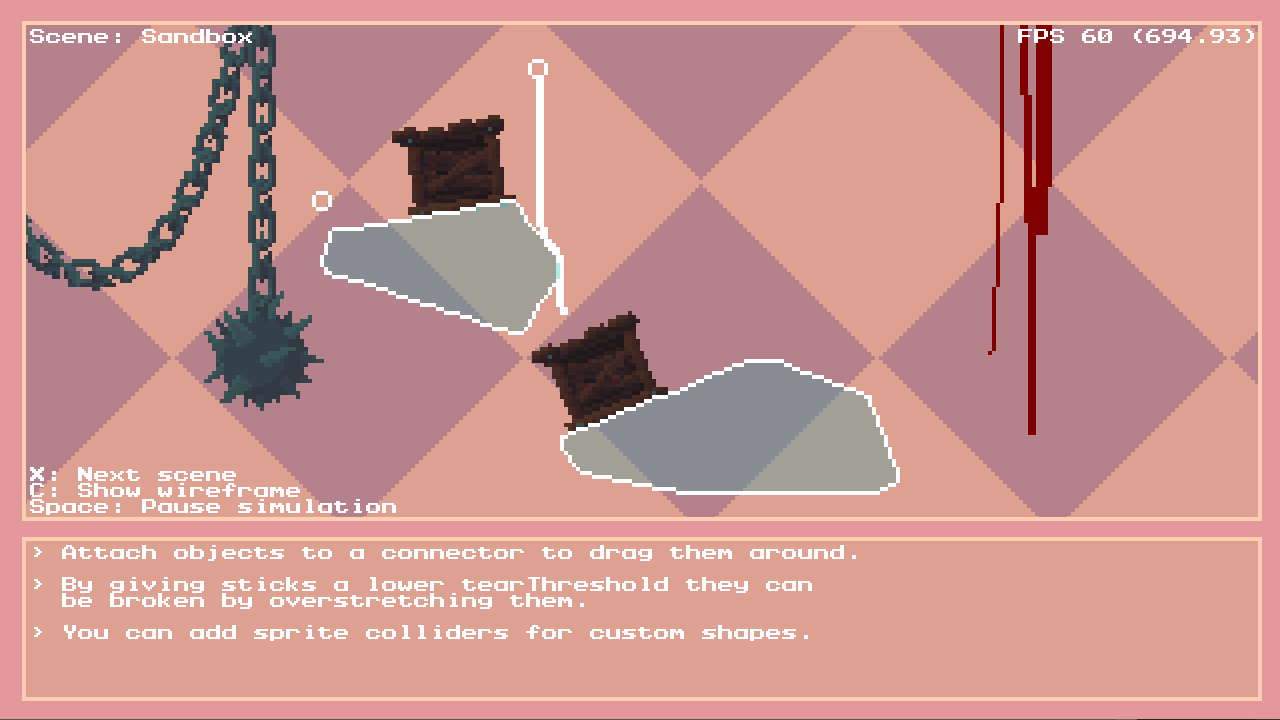 Scene: Sandbox
FPS 60 (694.93)
X: Next scene
C: Show wireframe
Space: Pause simulation
> Attach objects to a connector to drag them around.
> By giving sticks a lower tearThreshold they can
be broken by overstretching them.
> You can add sprite colliders for custom shapes.